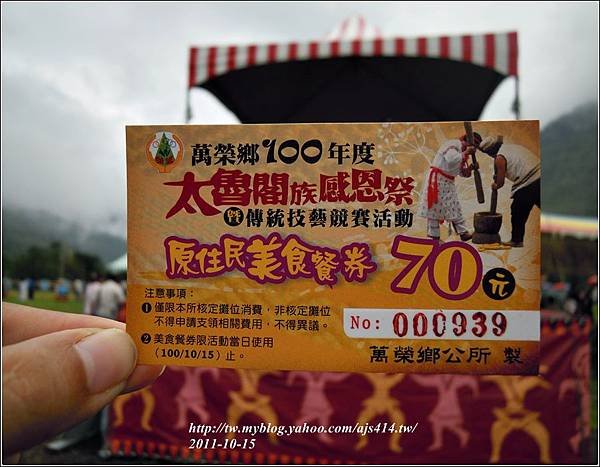 萬榮鄉100年度
太魯閣族感恩祭
暨傳統技藝競賽活動
原住民美食餐券 70元
注意事項：
❶ 僅限本所核定攤位消費，非核定攤位
不得申請支領相關費用，不得異議。
❷ 美食餐券限活動當日使用
(100/10/15)止。
No: 000939
萬榮鄉公所 製
http://tw.myblog.yahoo.com/ajs414.tw/
2011-10-15